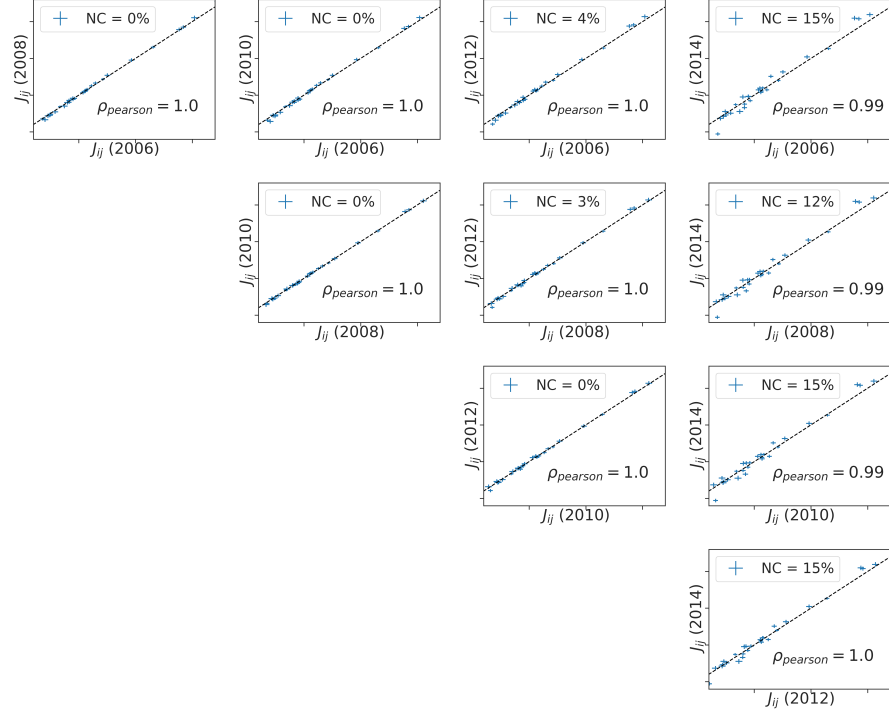 NC = 0%
J_ij (2008)
ρ_pearson = 1.0
J_ij (2006)
NC = 0%
J_ij (2010)
ρ_pearson = 1.0
J_ij (2006)
NC = 4%
J_ij (2012)
ρ_pearson = 1.0
J_ij (2006)
NC = 15%
J_ij (2014)
ρ_pearson = 0.99
J_ij (2006)
NC = 0%
J_ij (2010)
ρ_pearson = 1.0
J_ij (2008)
NC = 3%
J_ij (2012)
ρ_pearson = 1.0
J_ij (2008)
NC = 12%
J_ij (2014)
ρ_pearson = 0.99
J_ij (2008)
NC = 0%
J_ij (2012)
ρ_pearson = 1.0
J_ij (2010)
NC = 15%
J_ij (2014)
ρ_pearson = 0.99
J_ij (2010)
NC = 15%
J_ij (2014)
ρ_pearson = 1.0
J_ij (2012)